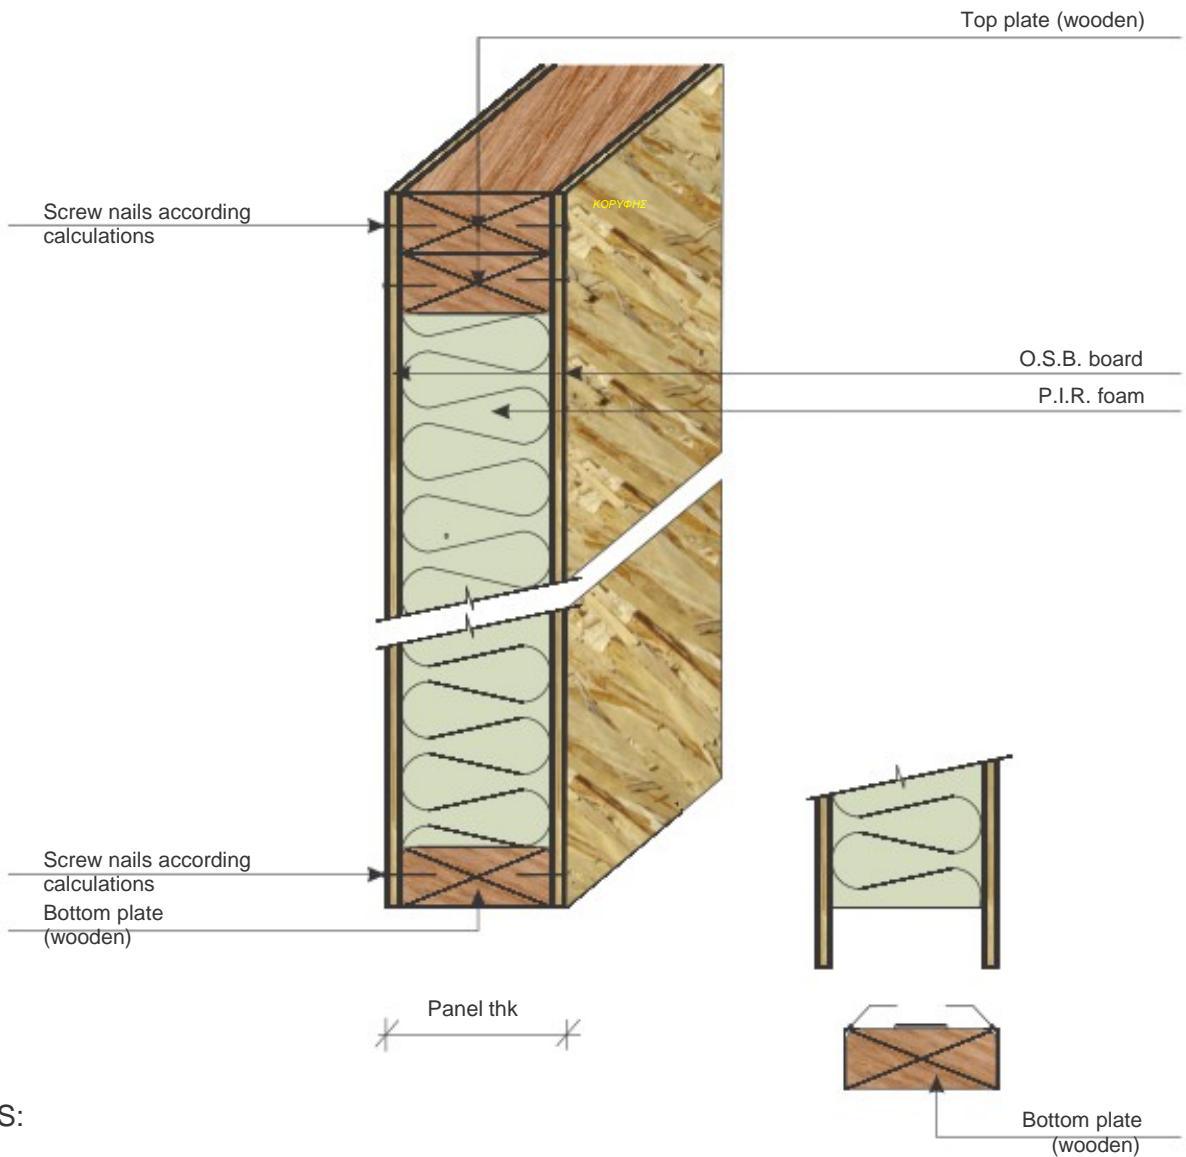 Top plate (wooden)
ΚΟΡΥΦΗΣ
Screw nails according
calculations
O.S.B. board
P.I.R. foam
Screw nails according
calculations
Bottom plate
(wooden)
Panel thk
S:
Bottom plate
(wooden)